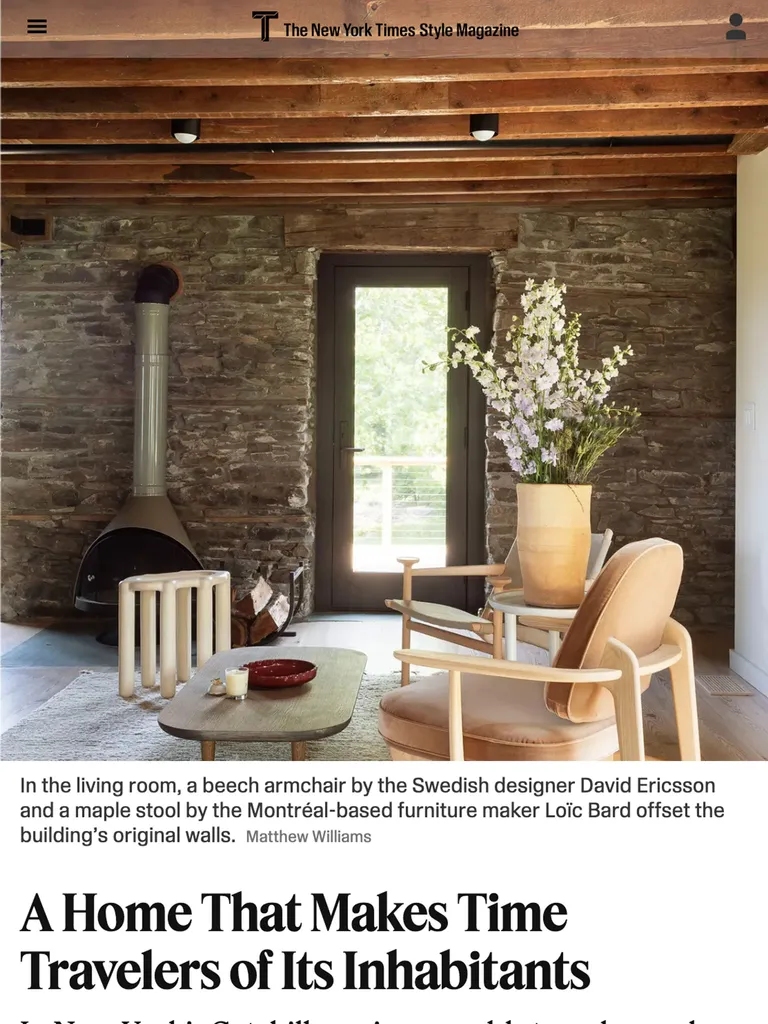 The New York Times Style Magazine
In the living room, a beech armchair by the Swedish designer David Ericsson
and a maple stool by the Montréal-based furniture maker Loïc Bard offset the
building’s original walls. Matthew Williams
A Home That Makes Time
Travelers of Its Inhabitants